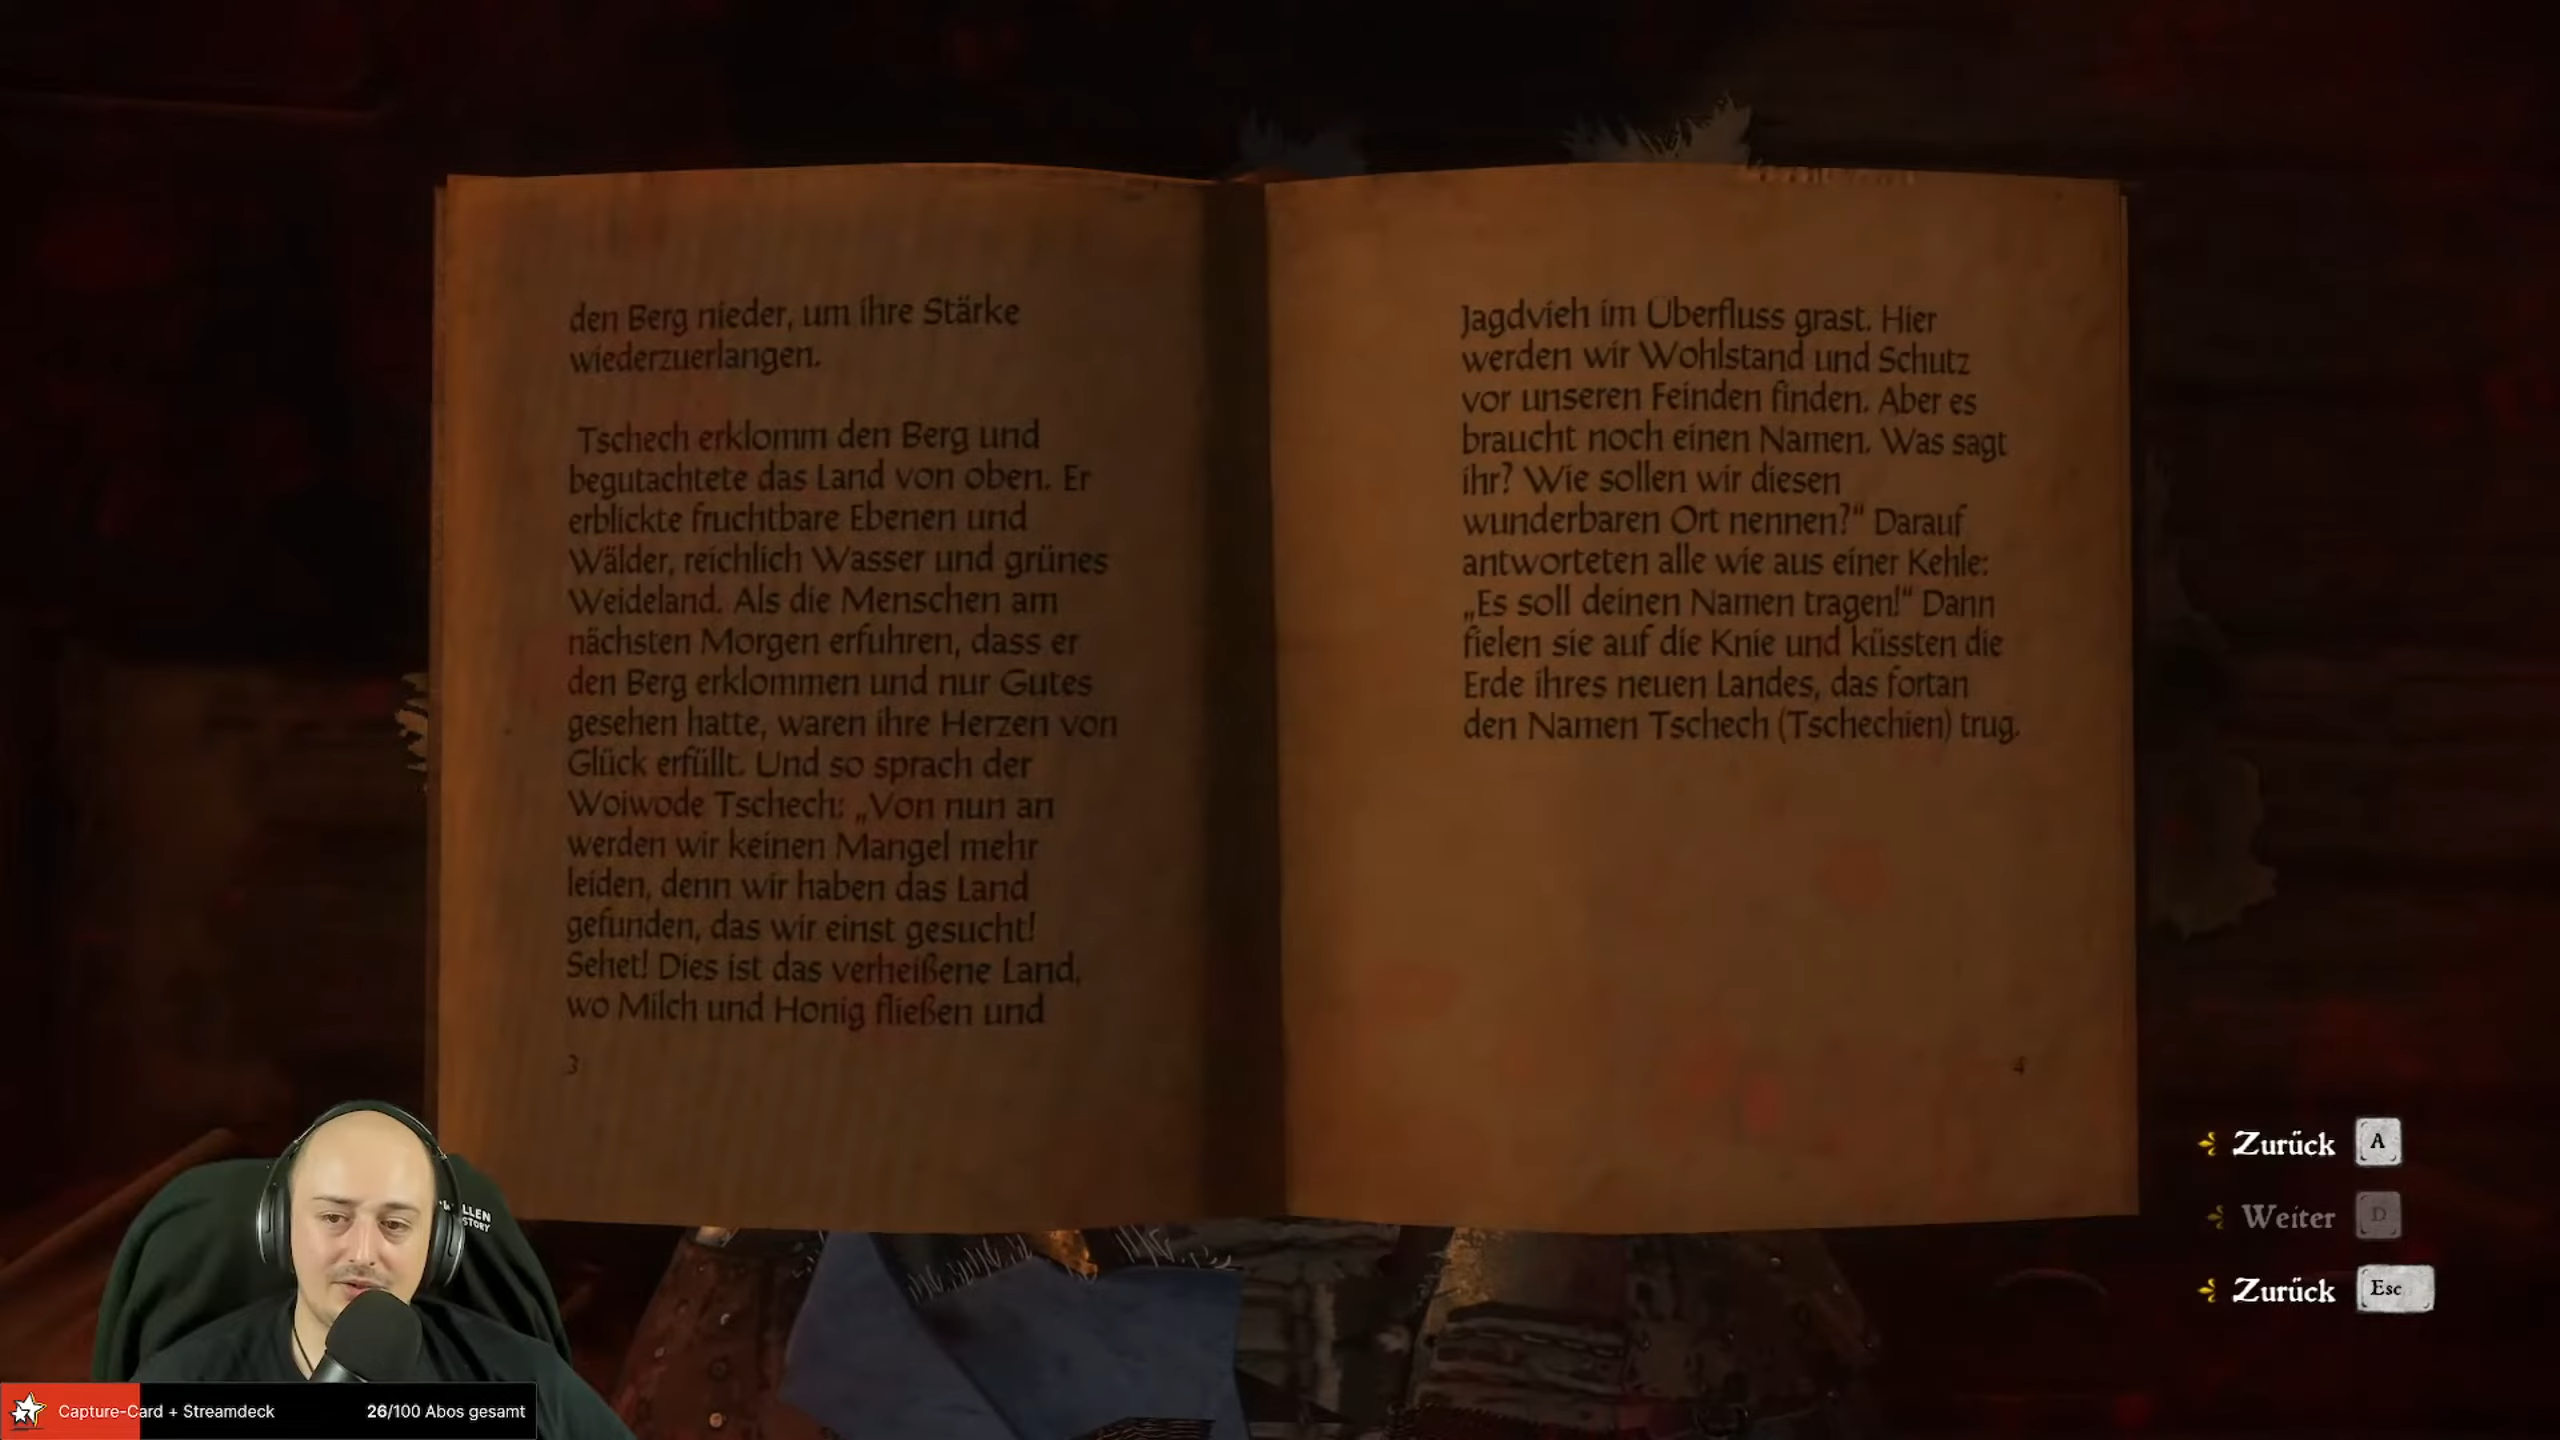 den Berg nieder, um ihre Stärke
wiederzuerlangen.
Tschech erklomm den Berg und
begutachtete das Land von oben. Er
erblickte fruchtbare Ebenen und
Wälder, reichlich Wasser und grünes
Weideland. Als die Menschen am
nächsten Morgen erfuhren, dass er
den Berg erklommen und nur Gutes
gesehen hatte, waren ihre Herzen von
Glück erfüllt. Und so sprach der
Woiwode Tschech: „Von nun an
werden wir keinen Mangel mehr
leiden, denn wir haben das Land
gefunden, das wir einst gesucht!
Sehet! Dies ist das verheißene Land,
wo Milch und Honig fließen und
3
Jagdvieh im Überfluss grast. Hier
werden wir Wohlstand und Schutz
vor unseren Feinden finden. Aber es
braucht noch einen Namen. Was sagt
ihr? Wie sollen wir diesen
wunderbaren Ort nennen?“ Darauf
antworteten alle wie aus einer Kehle:
„Es soll deinen Namen tragen!“ Dann
fielen sie auf die Knie und küssten die
Erde ihres neuen Landes, das fortan
den Namen Tschech (Tschechien) trug.
4
Zurück A
Weiter D
Zurück Esc
Capture-Card + Streamdeck 26/100 Abos gesamt